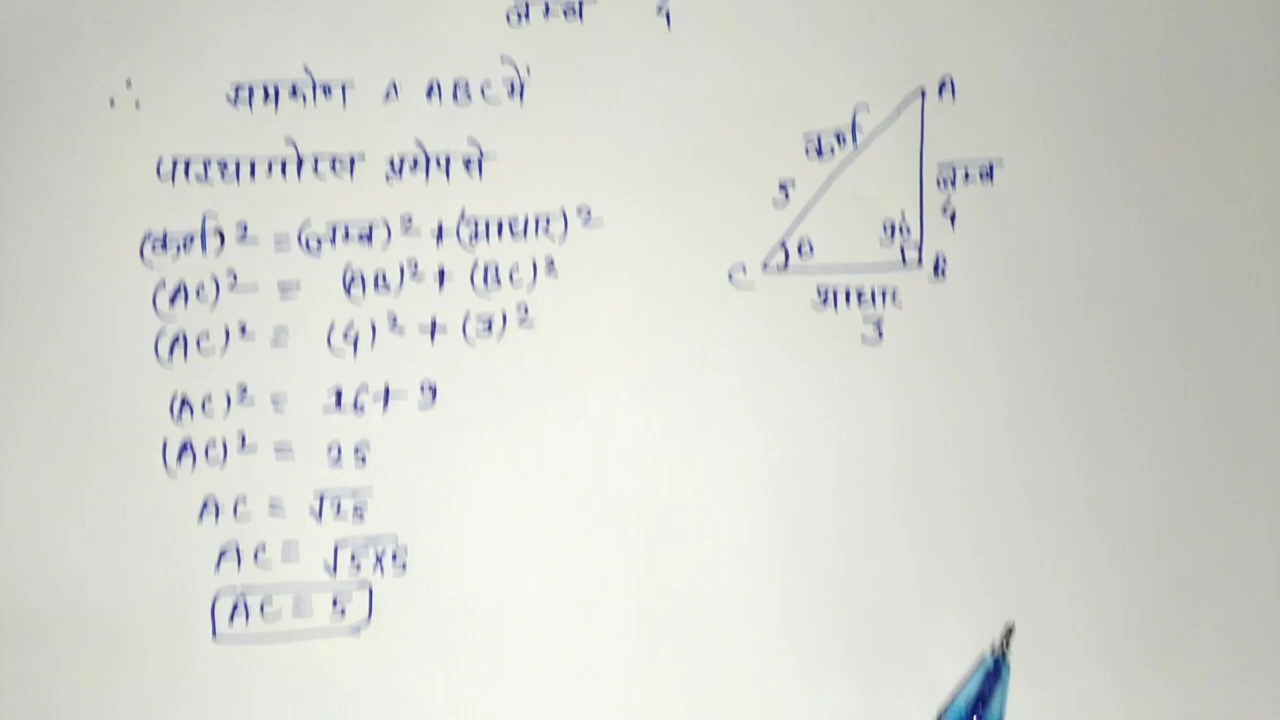 लम्ब 4
∴ समकोण Δ ABC में
पाइथागोरस प्रमेय से
(कर्ण)² = (लम्ब)² + (आधार)²
(AC)² = (AB)² + (BC)²
(AC)² = (4)² + (3)²
(AC)² = 16 + 9
(AC)² = 25
AC = √25
AC = √5×5
AC = 5
A
कर्ण
5
लम्ब
4
90°
θ
C
B
आधार
3